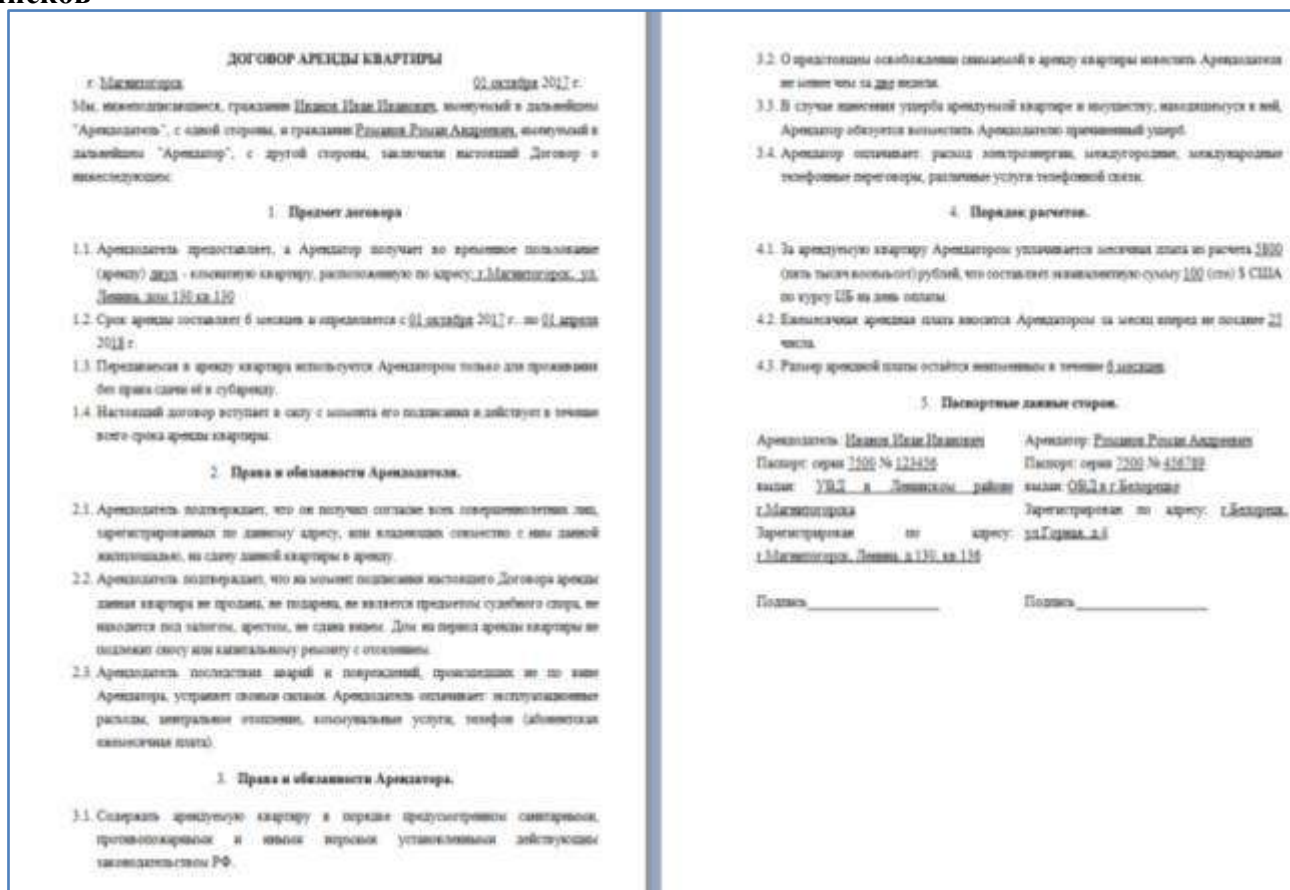 ДОГОВОР АРЕНДЫ КВАРТИРЫ
г. Магнитогорск 01 октября 2017 г.
Мы, нижеподписавшиеся, гражданин Иванов Иван Иванович, именуемый в дальнейшем
"Арендодатель", с одной стороны, и гражданин Романов Роман Андреевич, именуемый в
дальнейшем "Арендатор", с другой стороны, заключили настоящий Договор о
нижеследующем:
1. Предмет договора
1.1. Арендодатель предоставляет, а Арендатор получает во временное пользование
(аренду) двух - комнатную квартиру, расположенную по адресу: г.Магнитогорск, ул.
Ленина, дом 130 кв.130
1.2. Срок аренды составляет 6 месяцев и определяется с 01 октября 2017 г. по 01 апреля
2018 г.
1.3. Передаваемая в аренду квартира используется Арендатором только для проживания
без права сдачи её в субаренду.
1.4. Настоящий договор вступает в силу с момента его подписания и действует в течение
всего срока аренды квартиры.
2. Права и обязанности Арендодателя.
2.1. Арендодатель подтверждает, что он получил согласие всех совершеннолетних лиц,
зарегистрированных по данному адресу, или владеющих совместно с ним данной
жилплощадью, на сдачу данной квартиры в аренду.
2.2. Арендодатель подтверждает, что на момент подписания настоящего Договора аренды
данная квартира не продана, не подарена, не является предметом судебного спора, не
находится под залогом, арестом, не сдана внаем. Дом на период аренды квартиры не
подлежит сносу или капитальному ремонту с отселением.
2.3. Арендодатель последствия аварий и повреждений, происшедших не по вине
Арендатора, устраняет своими силами. Арендодатель оплачивает: эксплуатационные
расходы, центральное отопление, коммунальные услуги, телефон (абонентская
ежемесячная плата).
3. Права и обязанности Арендатора.
3.1. Содержать арендуемую квартиру в порядке предусмотренном санитарными,
противопожарными и иными нормами установленными действующим
законодательством РФ.
3.2. О предстоящем освобождении снимаемой в аренду квартиры известить Арендодателя
не менее чем за две недели.
3.3. В случае нанесения ущерба арендуемой квартире и имуществу, находящемуся в ней,
Арендатор обязуется возместить Арендодателю причиненный ущерб.
3.4. Арендатор оплачивает: расход электроэнергии, междугородние, международные
телефонные переговоры, различные услуги телефонной связи.
4. Порядок расчетов.
4.1. За арендуемую квартиру Арендатором уплачивается месячная плата из расчета 5800
(пять тысяч восемьсот) рублей, что составляет эквивалентную сумму 100 (сто) $ США
по курсу ЦБ на день оплаты.
4.2. Ежемесячная арендная плата вносится Арендатором за месяц вперед не позднее 25
числа.
4.3. Размер арендной платы остаётся неизменным в течение 6 месяцев.
5. Паспортные данные сторон.
Арендодатель: Иванов Иван Иванович
Паспорт: серия 7500 № 123456
выдан: УВД в Ленинском районе
г.Магнитогорска
Зарегистрирован по адресу:
г.Магнитогорск, Ленина, д.130, кв.136
Подпись
Арендатор: Романов Роман Андреевич
Паспорт: серия 7500 № 456789
выдан: ОВД в г.Белорецке
Зарегистрирован по адресу: г.Белорецк,
ул.Горная, д.6
Подпись